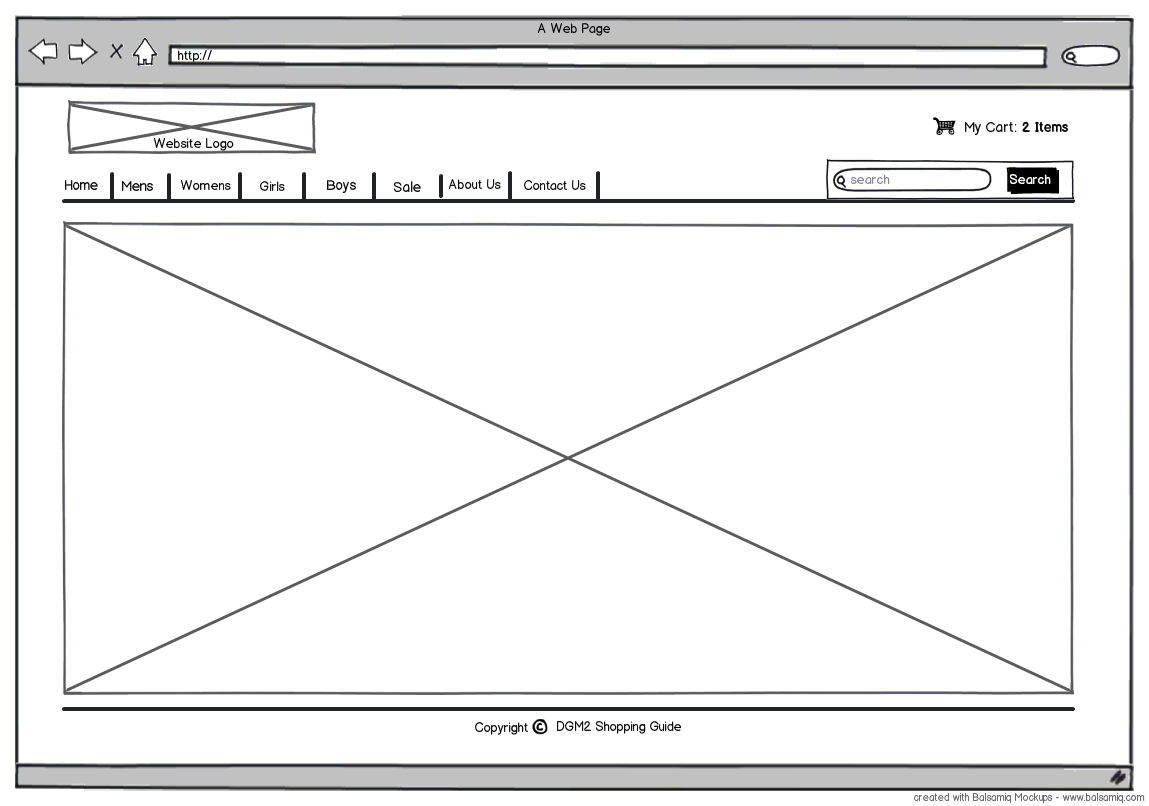 A Web Page
http://
Website Logo
My Cart: 2 Items
Home Mens Womens Girls Boys Sale About Us Contact Us
search Search
Copyright © DGM2 Shopping Guide
created with Balsamiq Mockups - www.balsamiq.com